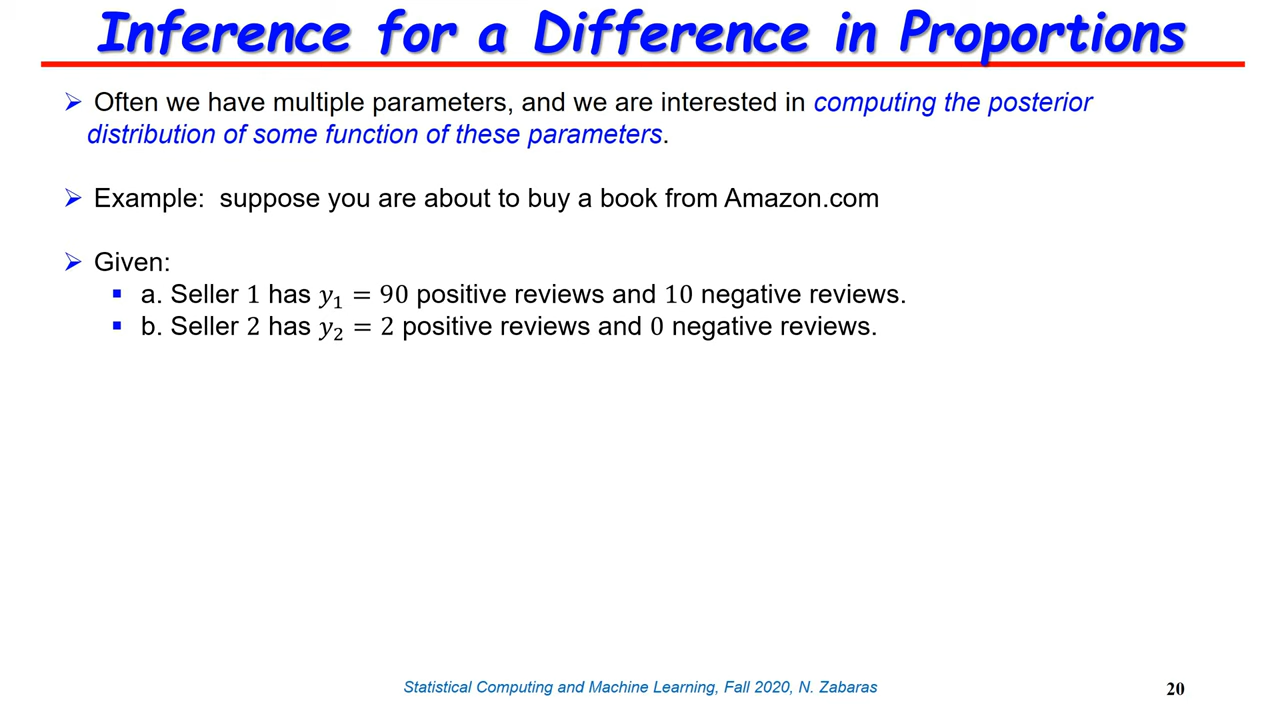 Inference for a Difference in Proportions
➢ Often we have multiple parameters, and we are interested in computing the posterior
distribution of some function of these parameters.
➢ Example: suppose you are about to buy a book from Amazon.com
➢ Given:
▪ a. Seller 1 has y₁ = 90 positive reviews and 10 negative reviews.
▪ b. Seller 2 has y₂ = 2 positive reviews and 0 negative reviews.
Statistical Computing and Machine Learning, Fall 2020, N. Zabaras
20